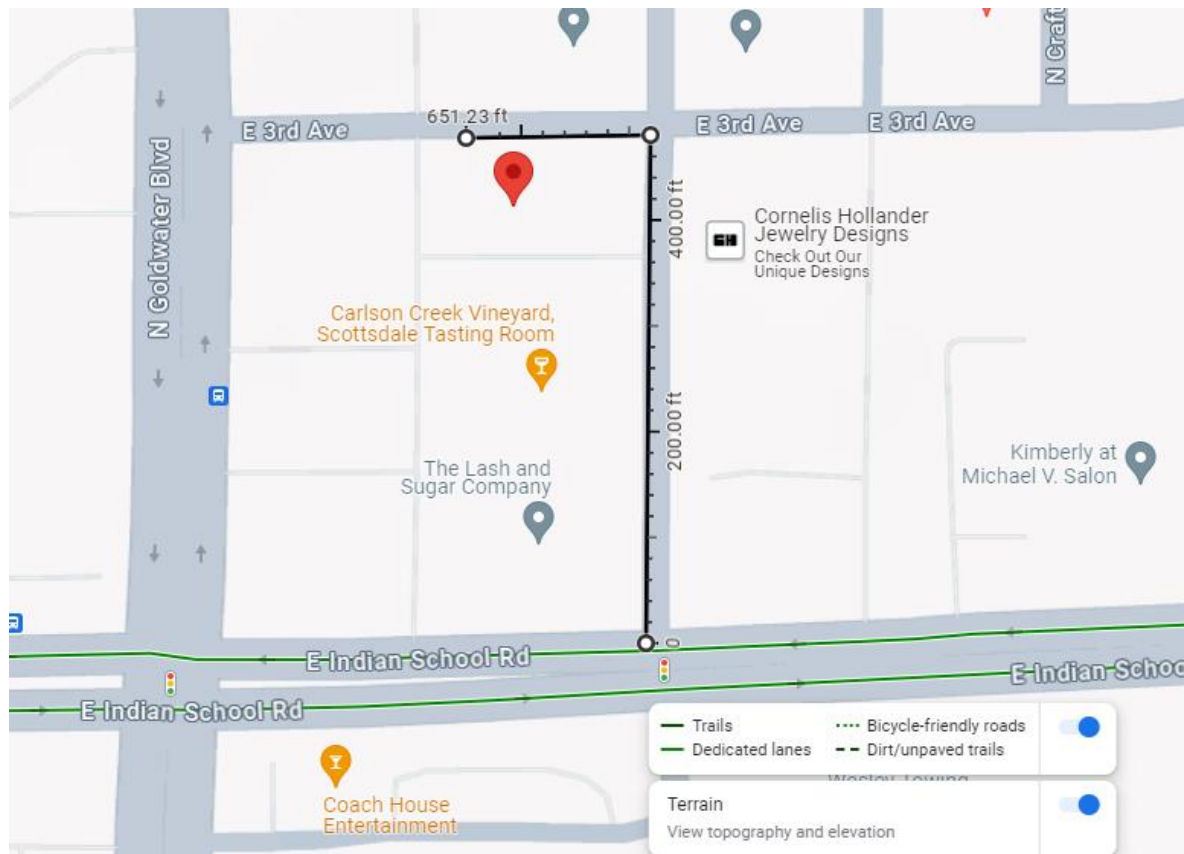 N Craft
651.23 ft
E 3rd Ave
E 3rd Ave
E 3rd Ave
N Goldwater Blvd
400.00 ft
Cornelis Hollander
Jewelry Designs
Check Out Our
Unique Designs
Carlson Creek Vineyard,
Scottsdale Tasting Room
200.00 ft
The Lash and
Sugar Company
Kimberly at
Michael V. Salon
0
E Indian School Rd
E Indian Schoo
E Indian School Rd
Trails
Bicycle-friendly roads
Dedicated lanes
Dirt/unpaved trails
Coach House
Entertainment
Terrain
View topography and elevation